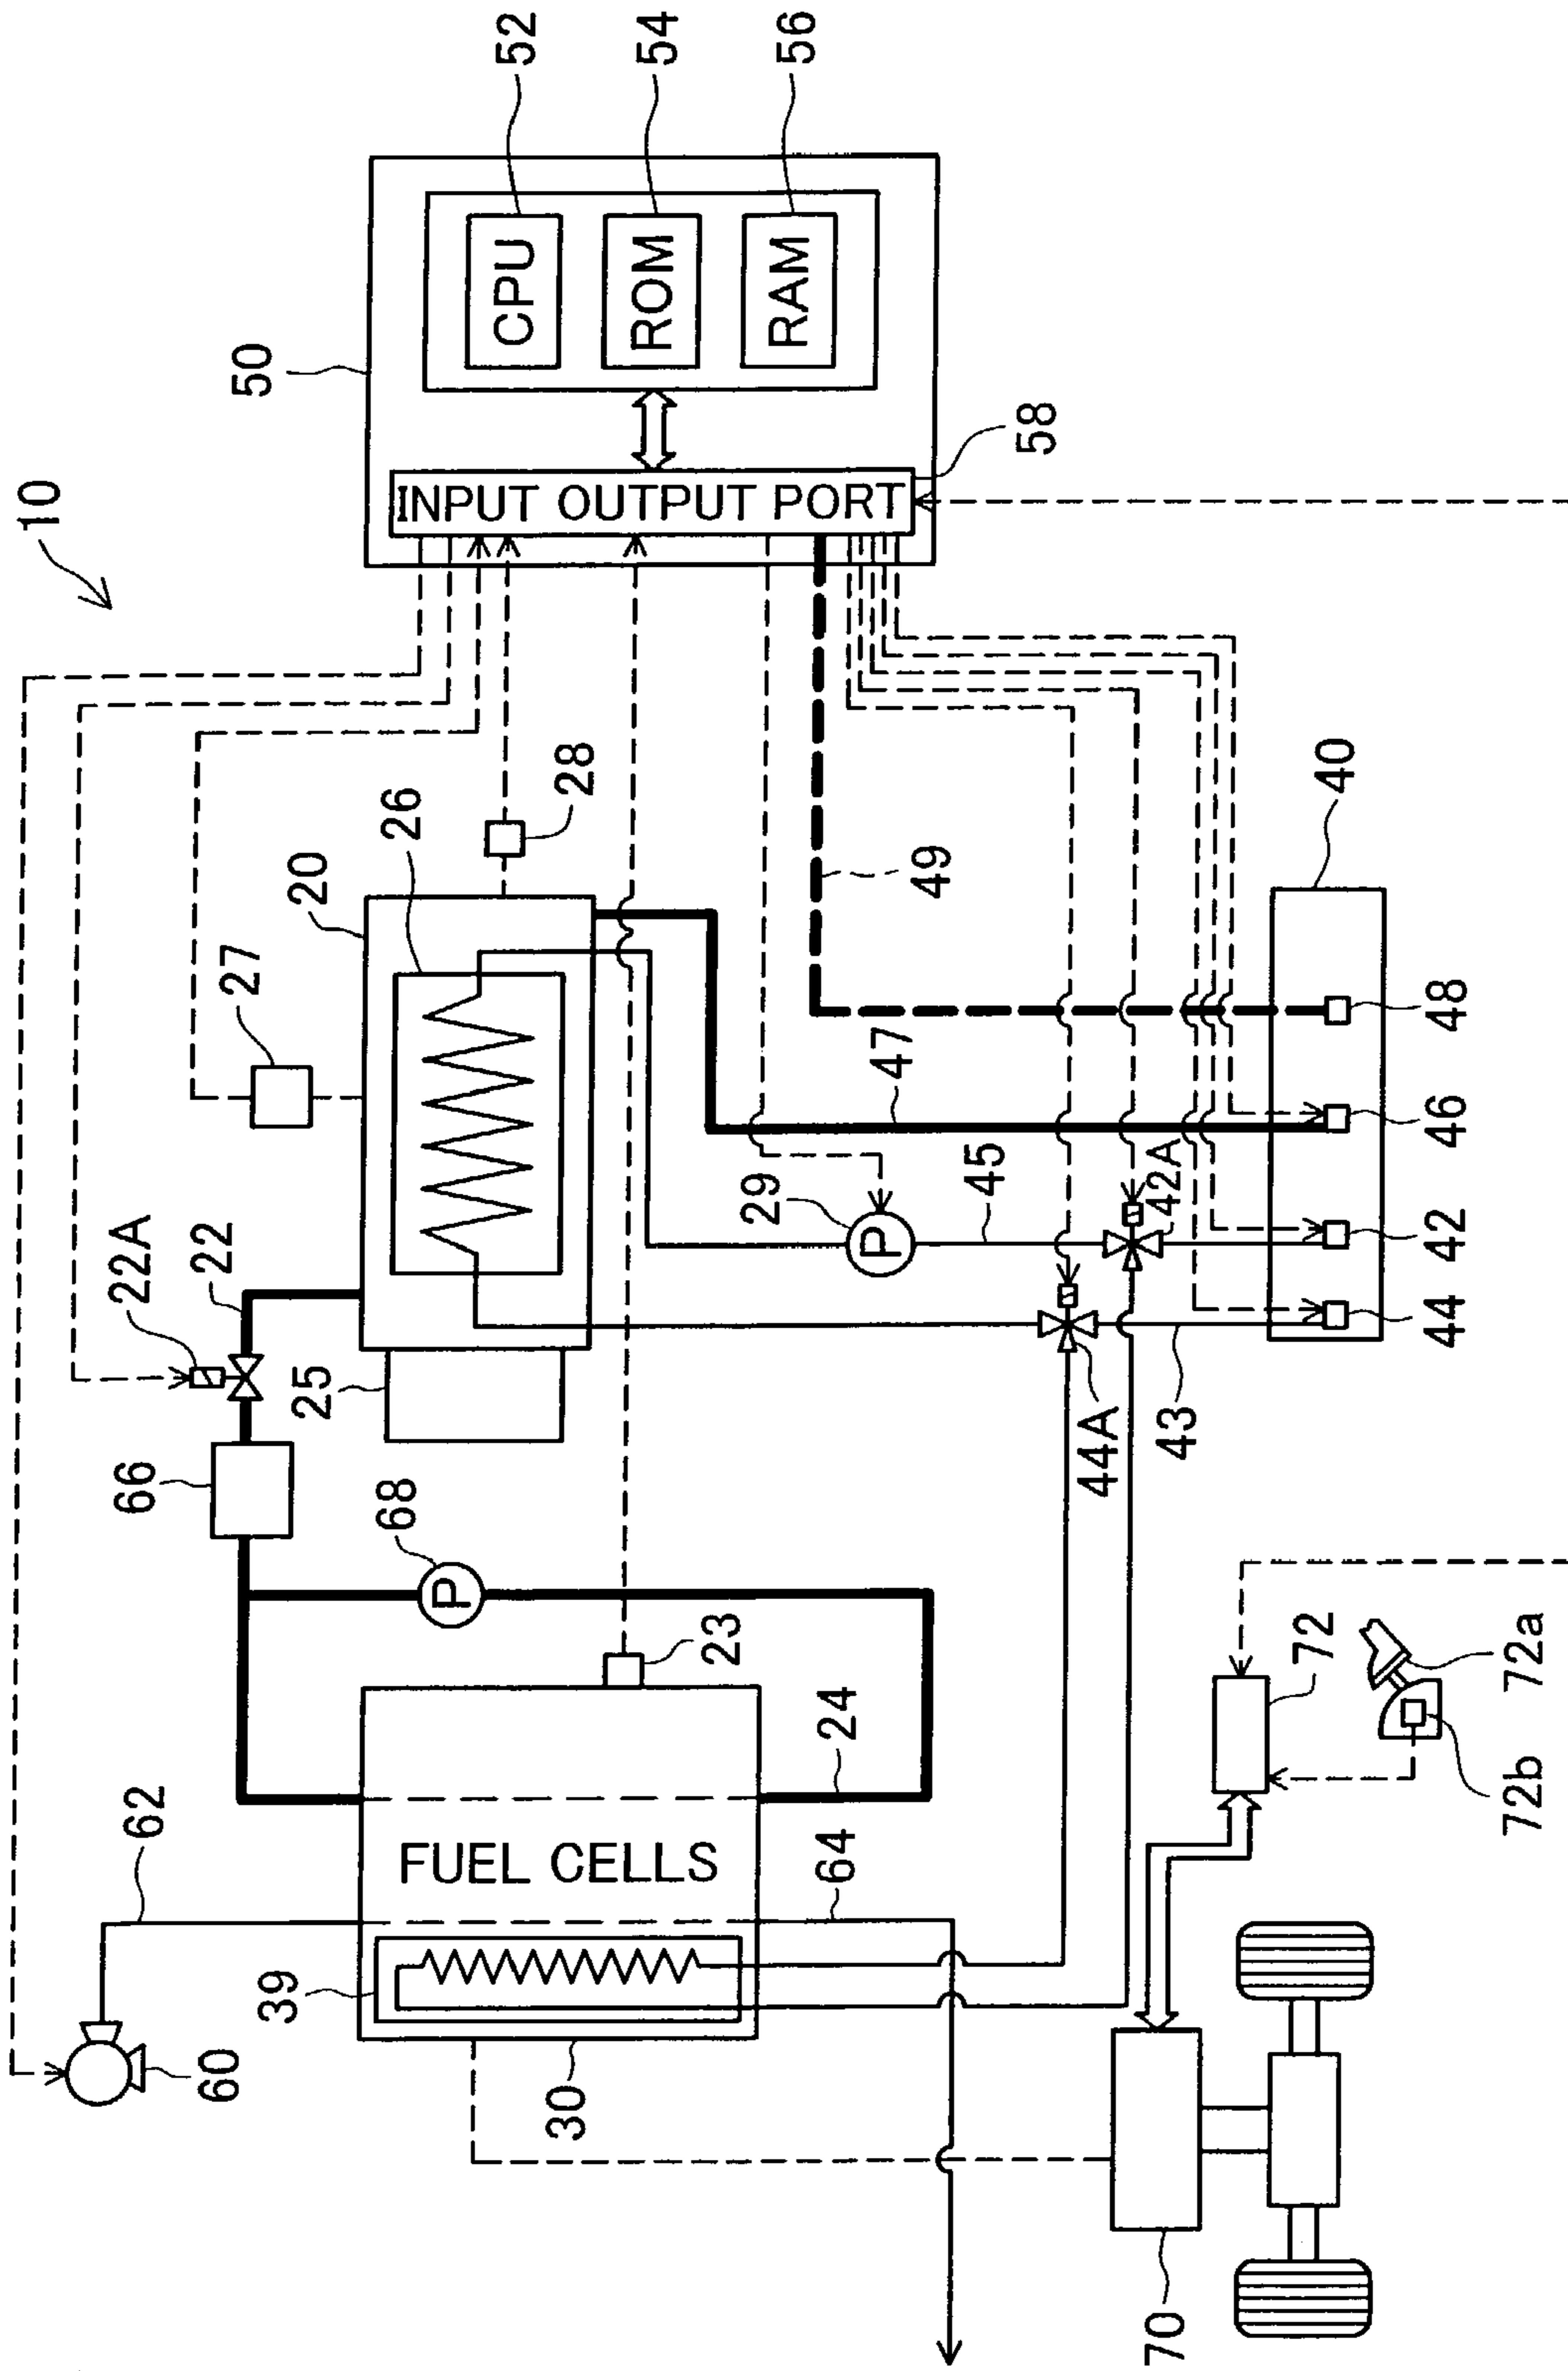 10
50
52
CPU
54
ROM
56
RAM
58
INPUT OUTPUT PORT
20
26
27
28
22A
22
25
66
68
P
29
P
49
47
45
42A
44A
43
40
48
46
42
44
62
60
39
30
FUEL CELLS
23
24
64
70
72
72a
72b